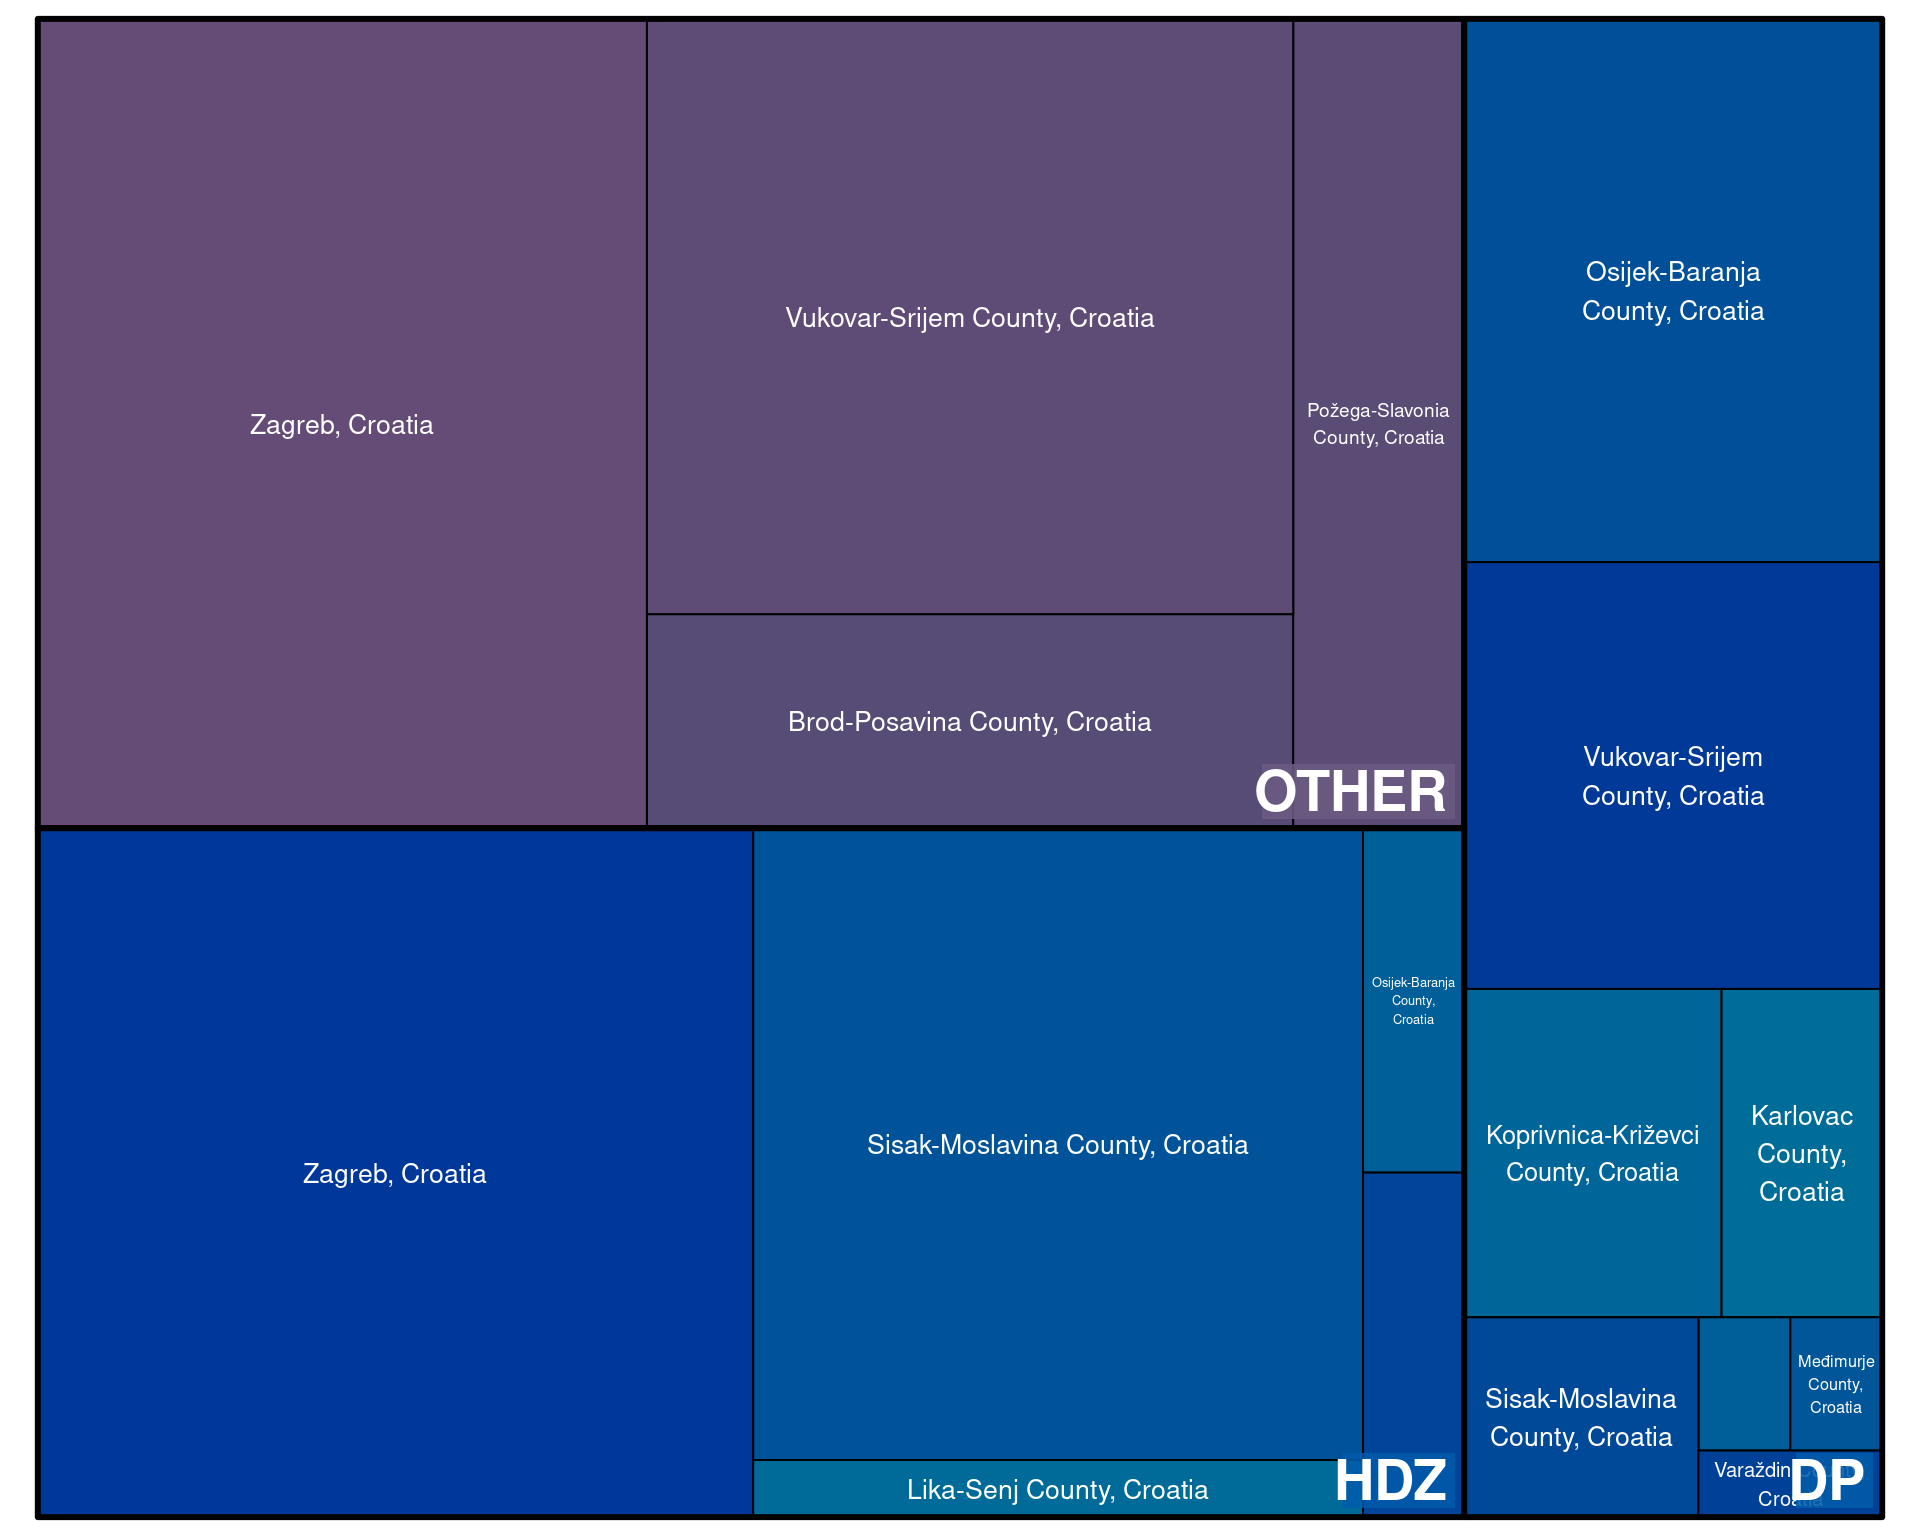 Zagreb, Croatia
Vukovar-Srijem County, Croatia
Brod-Posavina County, Croatia
Požega-Slavonia
County, Croatia
OTHER
Zagreb, Croatia
Sisak-Moslavina County, Croatia
Lika-Senj County, Croatia
Osijek-Baranja
County,
Croatia
HDZ
Osijek-Baranja
County, Croatia
Vukovar-Srijem
County, Croatia
Koprivnica-Križevci
County, Croatia
Karlovac
County,
Croatia
Sisak-Moslavina
County, Croatia
Međimurje
County,
Croatia
Varaždin
Croatia
DP